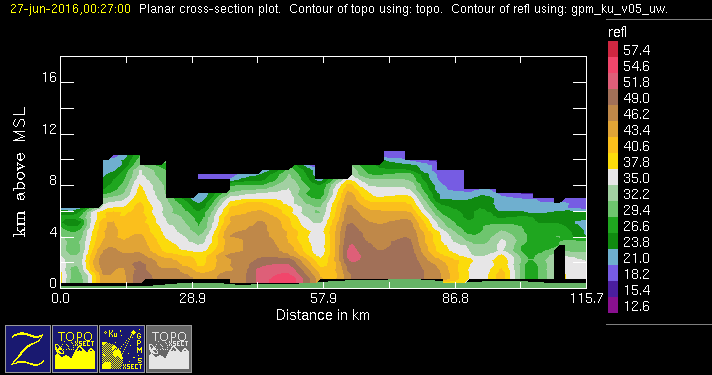 27-jun-2016,00:27:00 Planar cross-section plot. Contour of topo using: topo. Contour of refl using: gpm_ku_v05_uw.
refl
57.4
54.6
51.8
49.0
46.2
43.4
40.6
37.8
35.0
32.2
29.4
26.6
23.8
21.0
18.2
15.4
12.6
km above MSL
16
12
8
4
0
0.0 28.9 57.8 86.8 115.7
Distance in km
Z
TOPO XSECT
"Ku" GPM'S XSECT
TOPO XSECT